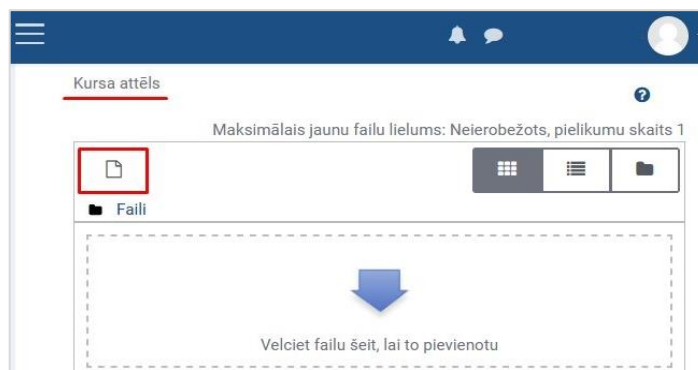 Kursa attēls
Maksimālais jaunu failu lielums: Neierobežots, pielikumu skaits 1
Faili
Velciet failu šeit, lai to pievienotu